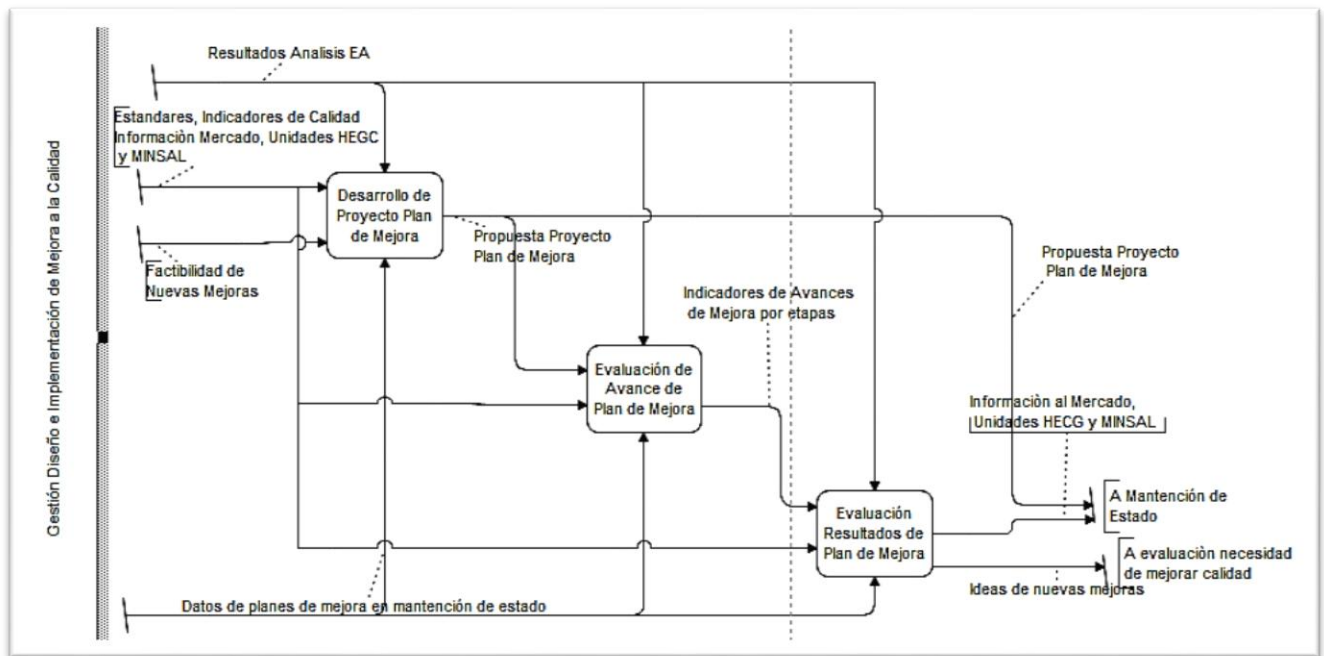 Gestión Diseño e Implementación de Mejora a la Calidad
Resultados Analisis EA
Estandares, Indicadores de Calidad
Informaciòn Mercado, Unidades HEGC
y MINSAL
Factibilidad de
Nuevas Mejoras
Desarrollo de
Proyecto Plan
de Mejora
Propuesta Proyecto
Plan de Mejora
Indicadores de Avances
de Mejora por etapas
Propuesta Proyecto
Plan de Mejora
Evaluación de
Avance de
Plan de Mejora
Informaciòn al Mercado,
Unidades HECG y MINSAL
Evaluación
Resultados de
Plan de Mejora
A Mantención de
Estado
A evaluaciòn necesidad
de mejorar calidad
Ideas de nuevas mejoras
Datos de planes de mejora en mantención de estado